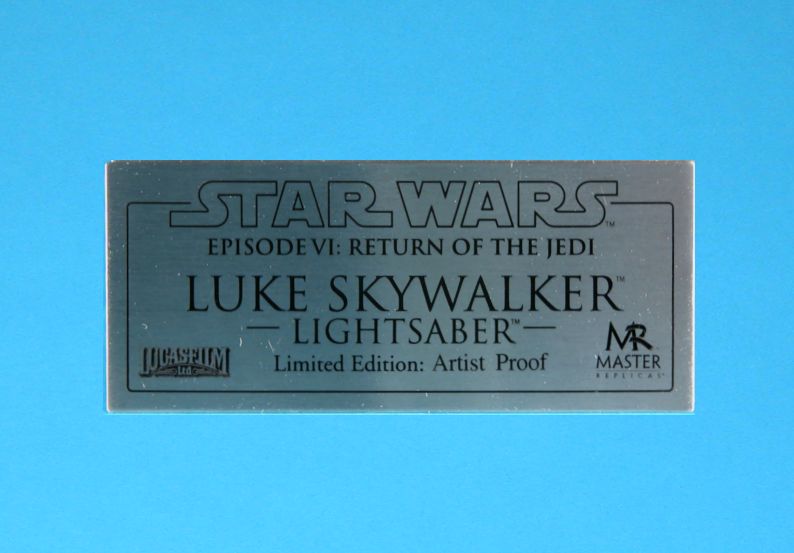 STAR WARS™
EPISODE VI: RETURN OF THE JEDI
LUKE SKYWALKER™
— LIGHTSABER™ —
Limited Edition: Artist Proof
LUCASFILM
Ltd.
MR
MASTER
REPLICAS®